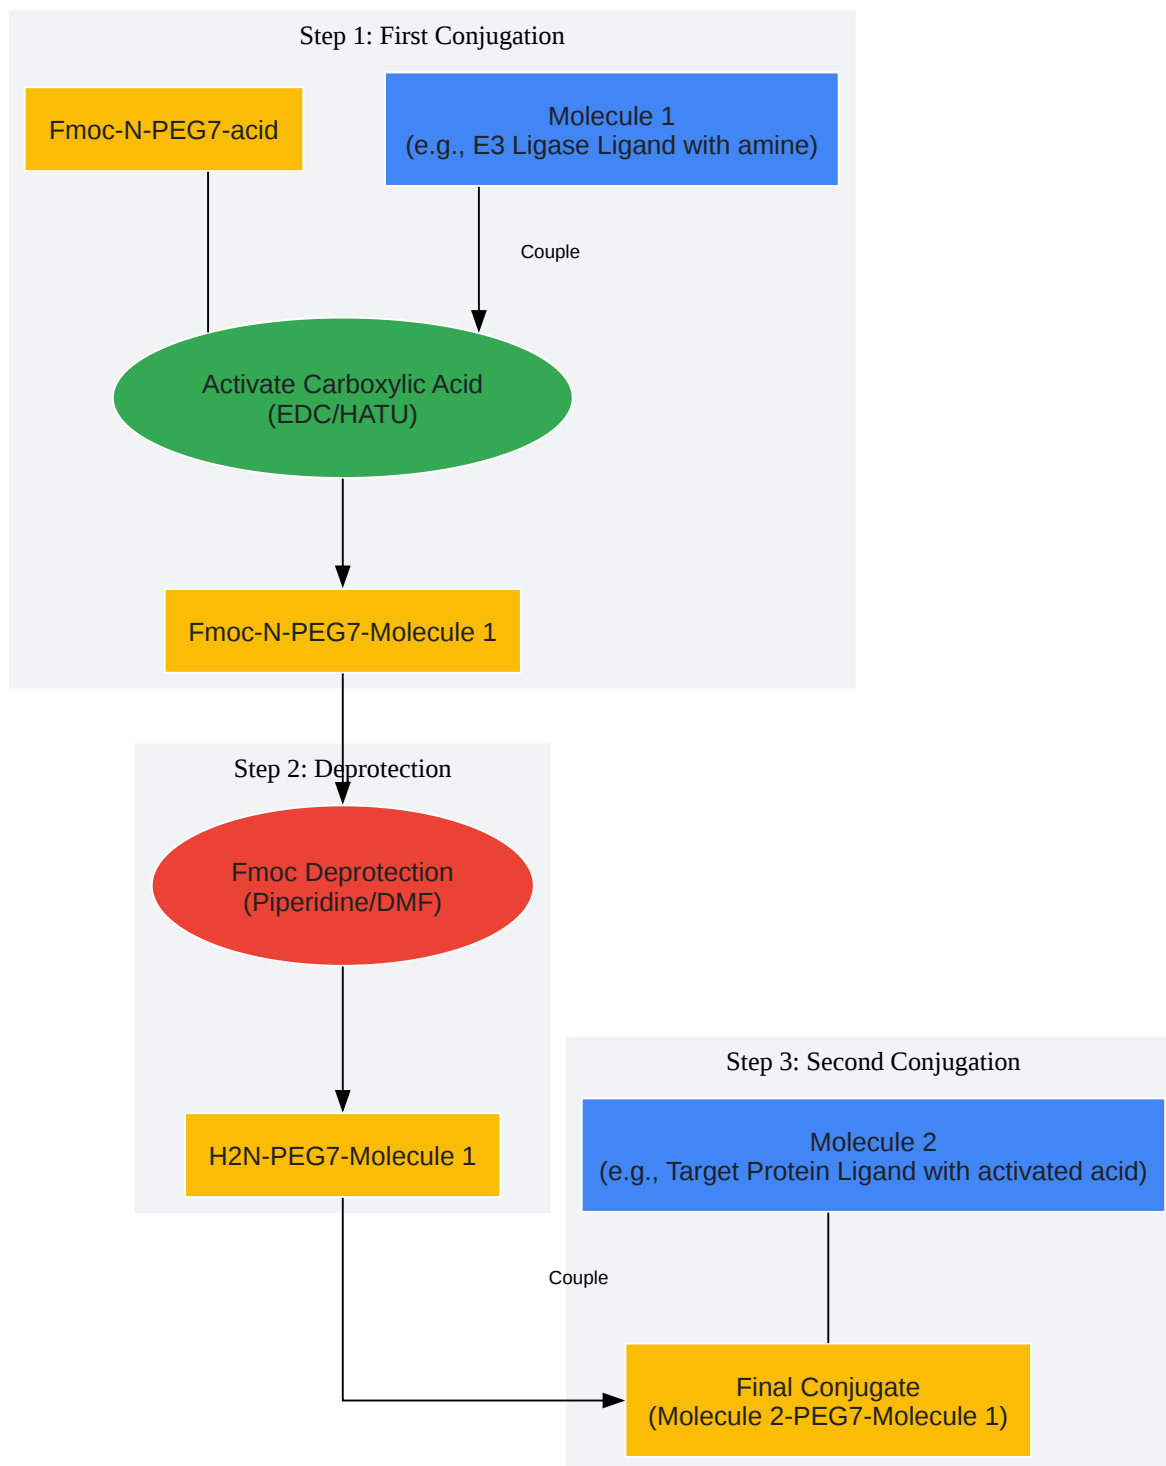 Step 1: First Conjugation
Fmoc-N-PEG7-acid
Molecule 1
(e.g., E3 Ligase Ligand with amine)
Couple
Activate Carboxylic Acid
(EDC/HATU)
Fmoc-N-PEG7-Molecule 1
Step 2: Deprotection
Fmoc Deprotection
(Piperidine/DMF)
H2N-PEG7-Molecule 1
Step 3: Second Conjugation
Molecule 2
(e.g., Target Protein Ligand with activated acid)
Couple
Final Conjugate
(Molecule 2-PEG7-Molecule 1)